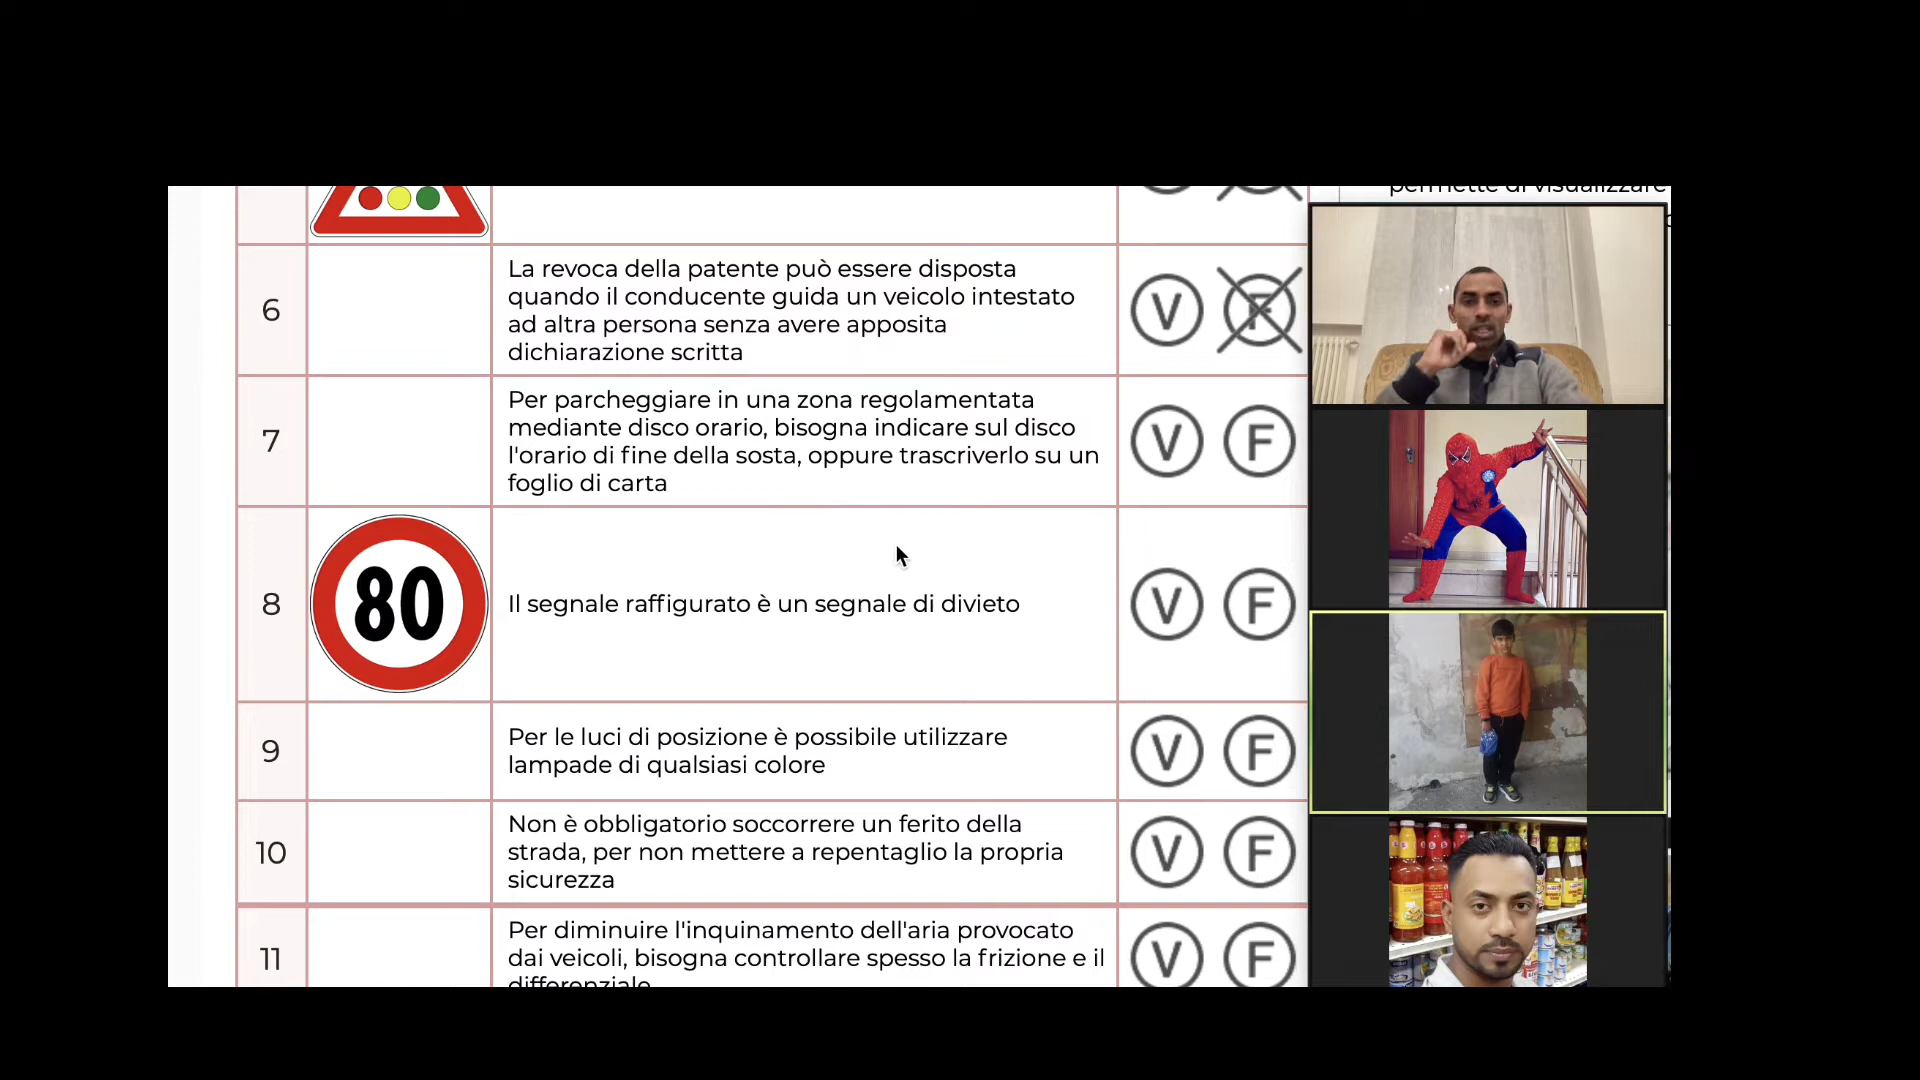 permette di visualizzare
6
La revoca della patente può essere disposta
quando il conducente guida un veicolo intestato
ad altra persona senza avere apposita
dichiarazione scritta
V F
7
Per parcheggiare in una zona regolamentata
mediante disco orario, bisogna indicare sul disco
l'orario di fine della sosta, oppure trascriverlo su un
foglio di carta
V F
8
80
Il segnale raffigurato è un segnale di divieto
V F
9
Per le luci di posizione è possibile utilizzare
lampade di qualsiasi colore
V F
10
Non è obbligatorio soccorrere un ferito della
strada, per non mettere a repentaglio la propria
sicurezza
V F
11
Per diminuire l'inquinamento dell'aria provocato
dai veicoli, bisogna controllare spesso la frizione e il
differenziale
V F